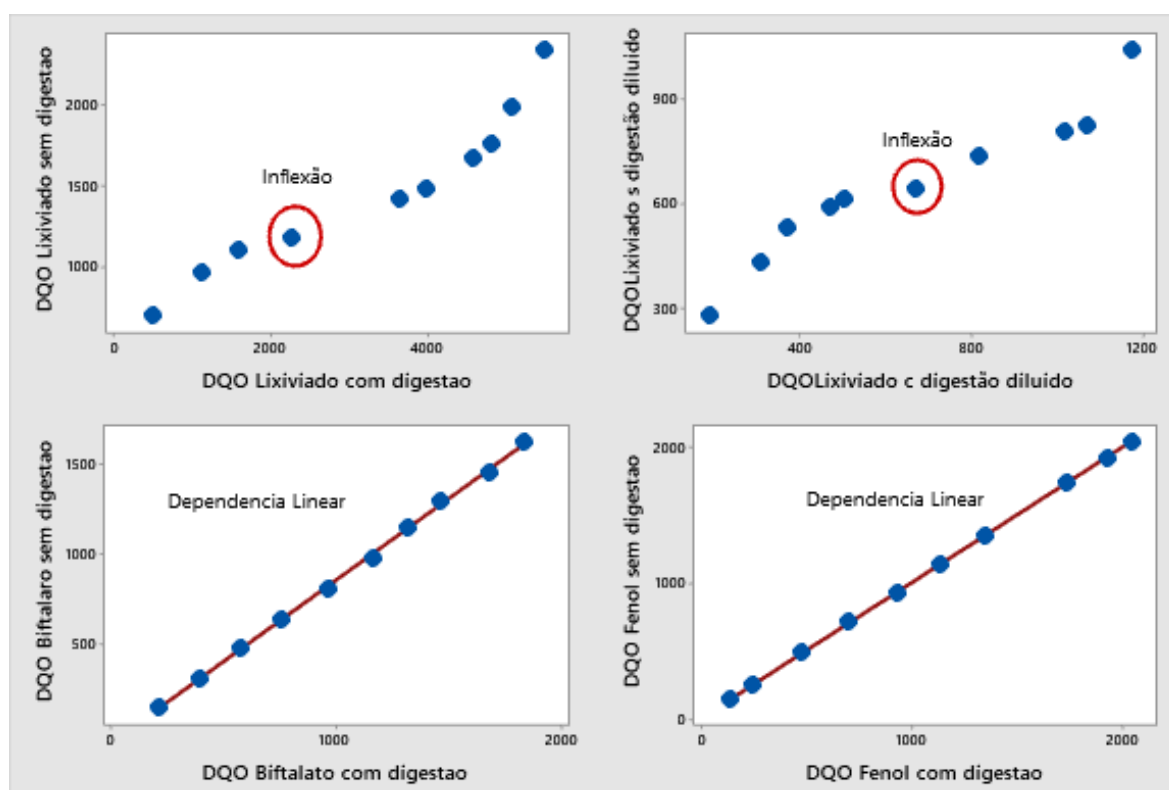 DQO Lixiviado sem digestao
2000
1500
1000
Inflexão
0
2000
4000
DQO Lixiviado com digestao
DQOLixiviado s digestão diluido
900
600
300
Inflexão
400
800
1200
DQOLixiviado c digestão diluido
DQO Biftalaro sem digestao
1500
1000
500
Dependencia Linear
0
1000
2000
DQO Biftalato com digestao
DQO Fenol sem digestao
2000
1000
0
Dependencia Linear
0
1000
2000
DQO Fenol com digestao